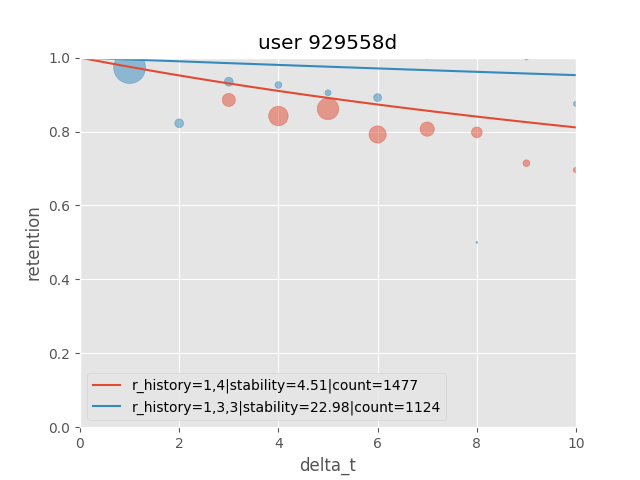 user 929558d
retention
1.0
0.8
0.6
0.4
0.2
0.0
r_history=1,4|stability=4.51|count=1477
r_history=1,3,3|stability=22.98|count=1124
0 2 4 6 8 10
delta_t